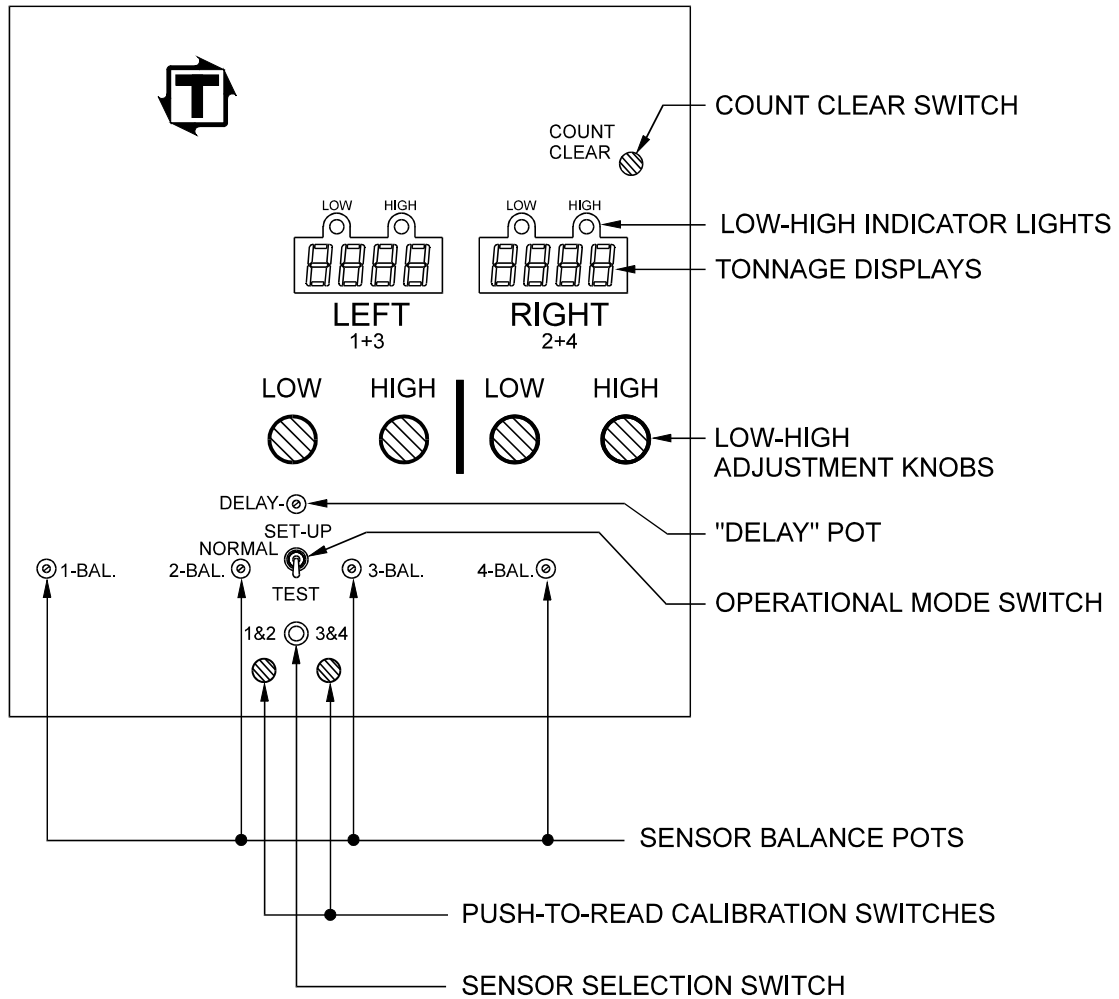 T
COUNT CLEAR SWITCH
COUNT
CLEAR
LOW HIGH LOW HIGH
LOW-HIGH INDICATOR LIGHTS
8888 8888
TONNAGE DISPLAYS
LEFT RIGHT
1+3 2+4
LOW HIGH LOW HIGH
LOW-HIGH
ADJUSTMENT KNOBS
DELAY-
"DELAY" POT
SET-UP
NORMAL
1-BAL. 2-BAL. 3-BAL. 4-BAL.
TEST
OPERATIONAL MODE SWITCH
1&2 3&4
SENSOR BALANCE POTS
PUSH-TO-READ CALIBRATION SWITCHES
SENSOR SELECTION SWITCH